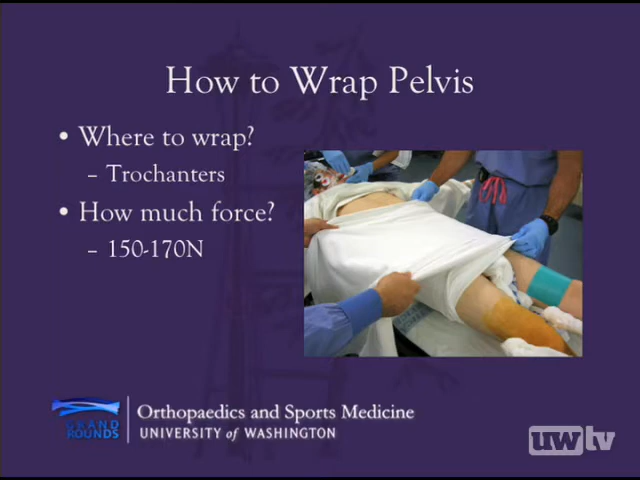 How to Wrap Pelvis
• Where to wrap?
– Trochanters
• How much force?
– 150-170N
GRAND
ROUNDS
Orthopaedics and Sports Medicine
UNIVERSITY of WASHINGTON
uwtv